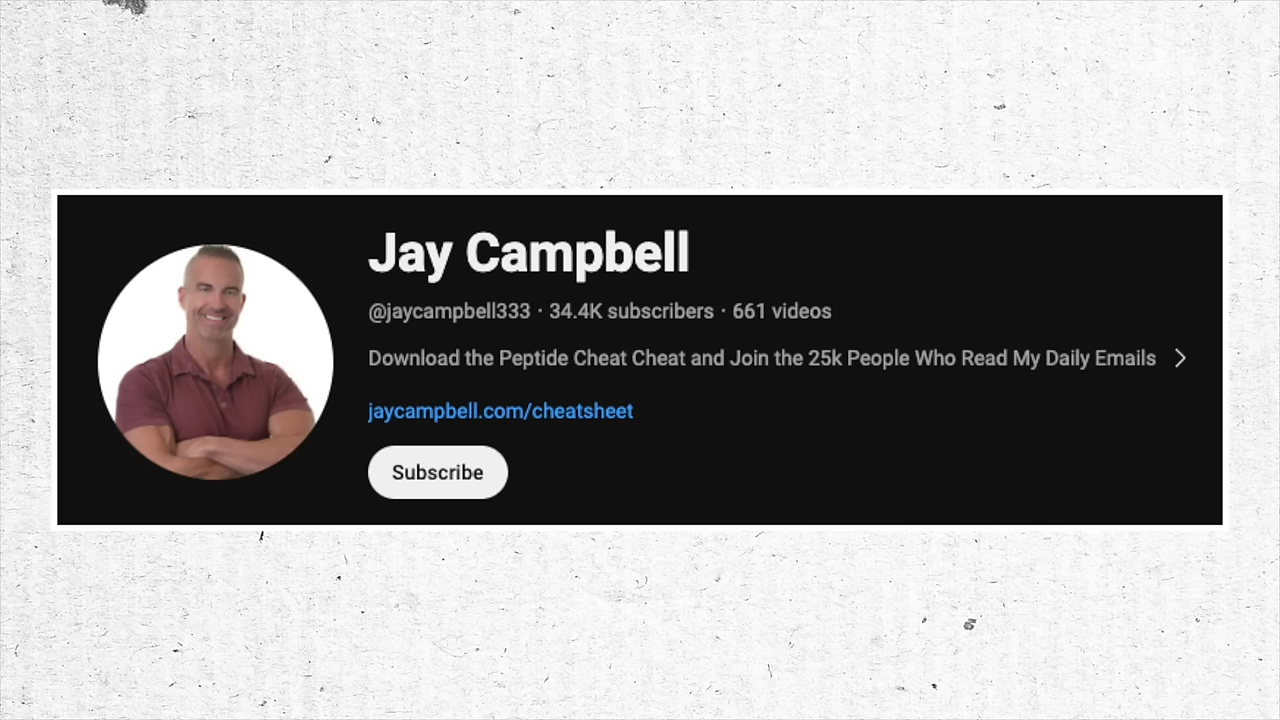 Jay Campbell
@jaycampbell333 · 34.4K subscribers · 661 videos
Download the Peptide Cheat Cheat and Join the 25k People Who Read My Daily Emails
jaycampbell.com/cheatsheet
Subscribe